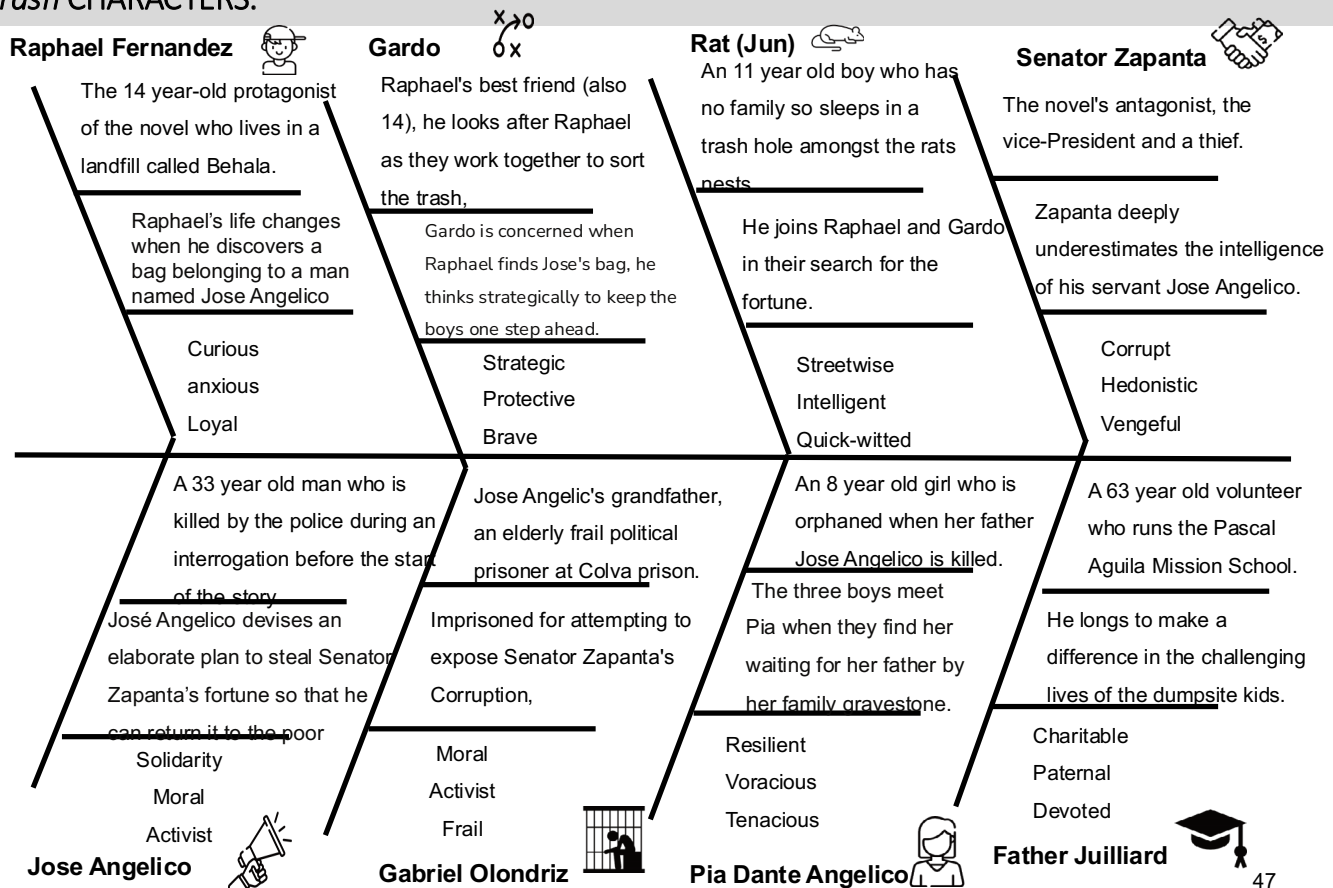 rash CHARACTERS:
Raphael Fernandez
The 14 year-old protagonist
of the novel who lives in a
landfill called Behala.
Raphael's life changes
when he discovers a
bag belonging to a man
named Jose Angelico
Curious
anxious
Loyal
Gardo
X O
O X
Raphael's best friend (also
14), he looks after Raphael
as they work together to sort
the trash,
Gardo is concerned when
Raphael finds Jose's bag, he
thinks strategically to keep the
boys one step ahead.
Strategic
Protective
Brave
Rat (Jun)
An 11 year old boy who has
no family so sleeps in a
trash hole amongst the rats
nests
He joins Raphael and Gardo
in their search for the
fortune.
Streetwise
Intelligent
Quick-witted
Senator Zapanta
The novel's antagonist, the
vice-President and a thief.
Zapanta deeply
underestimates the intelligence
of his servant Jose Angelico.
Corrupt
Hedonistic
Vengeful
A 33 year old man who is
killed by the police during an
interrogation before the start
of the story
José Angelico devises an
elaborate plan to steal Senator
Zapanta's fortune so that he
can return it to the poor
Solidarity
Moral
Activist
Jose Angelico
Jose Angelic's grandfather,
an elderly frail political
prisoner at Colva prison.
Imprisoned for attempting to
expose Senator Zapanta's
Corruption,
Moral
Activist
Frail
Gabriel Olondriz
An 8 year old girl who is
orphaned when her father
Jose Angelico is killed.
The three boys meet
Pia when they find her
waiting for her father by
her family gravestone.
Resilient
Voracious
Tenacious
Pia Dante Angelico
A 63 year old volunteer
who runs the Pascal
Aguila Mission School.
He longs to make a
difference in the challenging
lives of the dumpsite kids.
Charitable
Paternal
Devoted
Father Juilliard
47